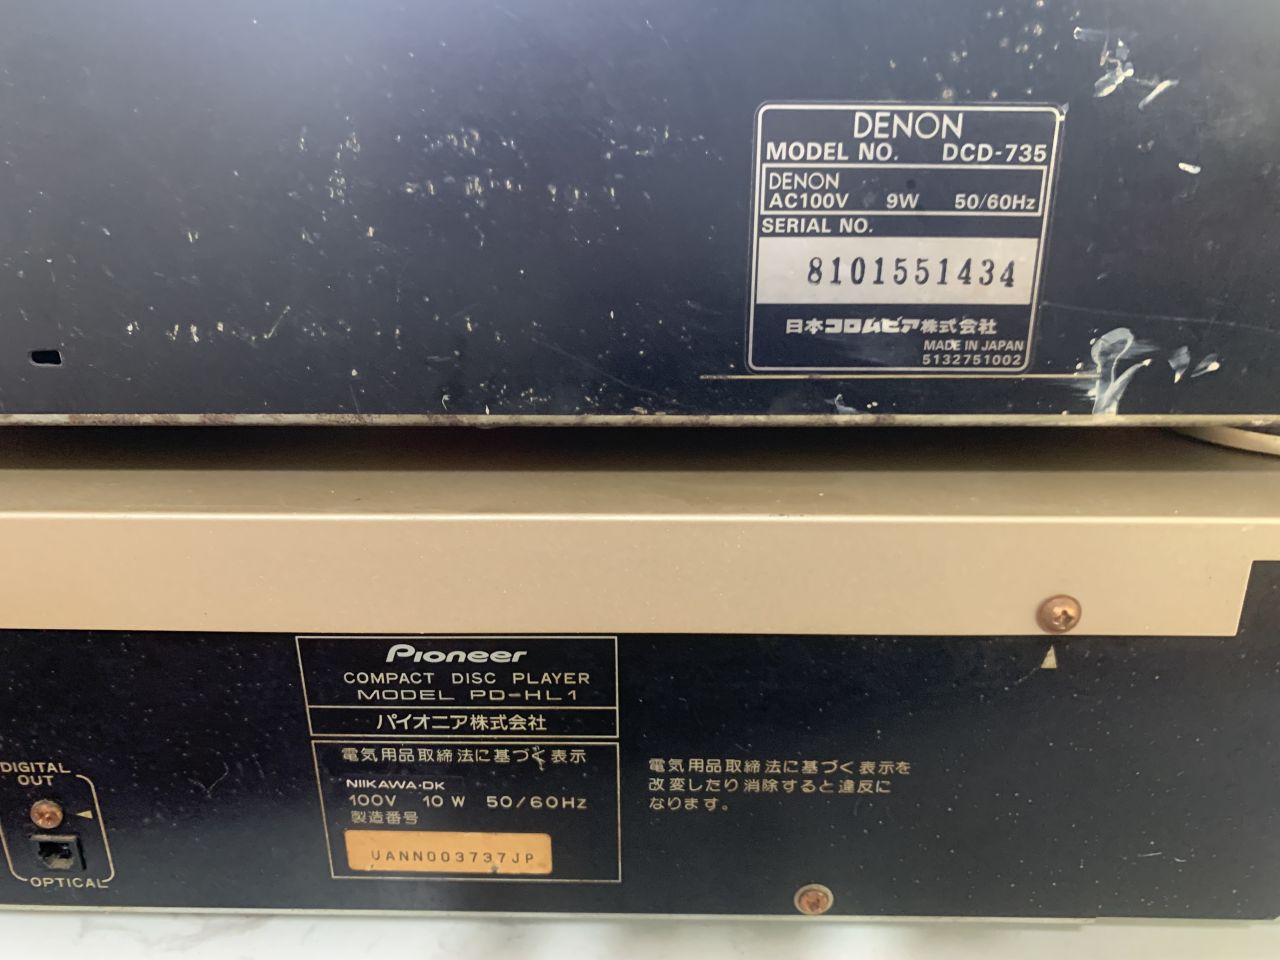 DENON
MODEL NO. DCD-735
DENON
AC100V 9W 50/60Hz
SERIAL NO.
8101551434
日本コロムビア株式会社
MADE IN JAPAN
5132751002
Pioneer
COMPACT DISC PLAYER
MODEL PD-HL1
パイオニア株式会社
電気用品取締法に基づく表示
NIIKAWA·DK
100V 10W 50/60Hz
製造番号
UANN003737JP
電気用品取締法に基づく表示を
改変したり消除すると違反に
なります。
DIGITAL
OUT
OPTICAL